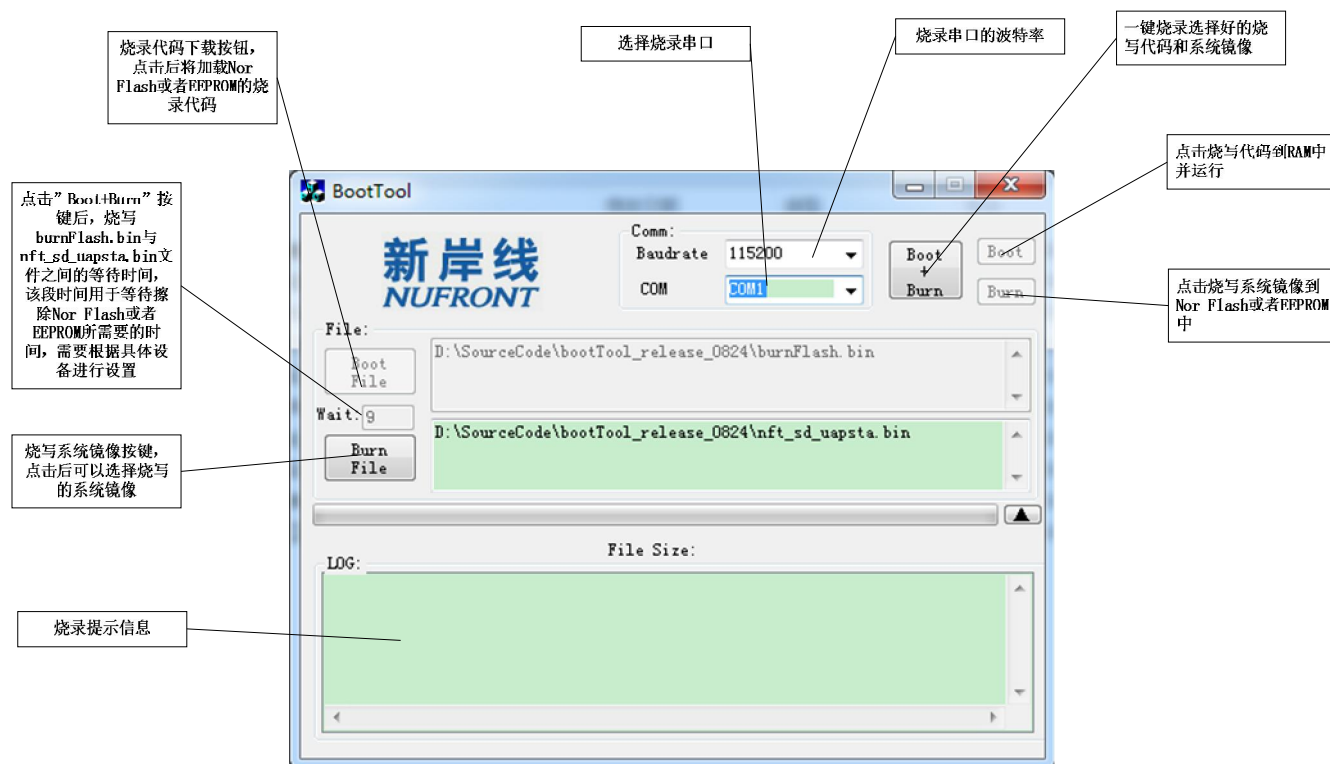 烧录代码下载按钮，
点击后将加载Nor
Flash或者EEPROM的烧
录代码
选择烧录串口
烧录串口的波特率
一键烧录选择好的烧
写代码和系统镜像
点击烧写代码到RAM中
并运行
点击”Boot+Burn”按
键后，烧写
burnFlash.bin与
nft_sd_uapsta.bin文
件之间的等待时间，
该段时间用于等待擦
除Nor Flash或者
EEPROM所需要的时
间，需要根据具体设
备进行设置
点击烧写系统镜像到
Nor Flash或者EEPROM
中
烧写系统镜像按键，
点击后可以选择烧写
的系统镜像
烧录提示信息
BootTool
新岸线
NUFRONT
Comm:
Baudrate 115200
COM COM1
Boot
+
Burn
Boot
Burn
File:
Boot
File
D:\SourceCode\bootTool_release_0824\burnFlash.bin
Wait: 9
Burn
File
D:\SourceCode\bootTool_release_0824\nft_sd_uapsta.bin
File Size:
LOG: